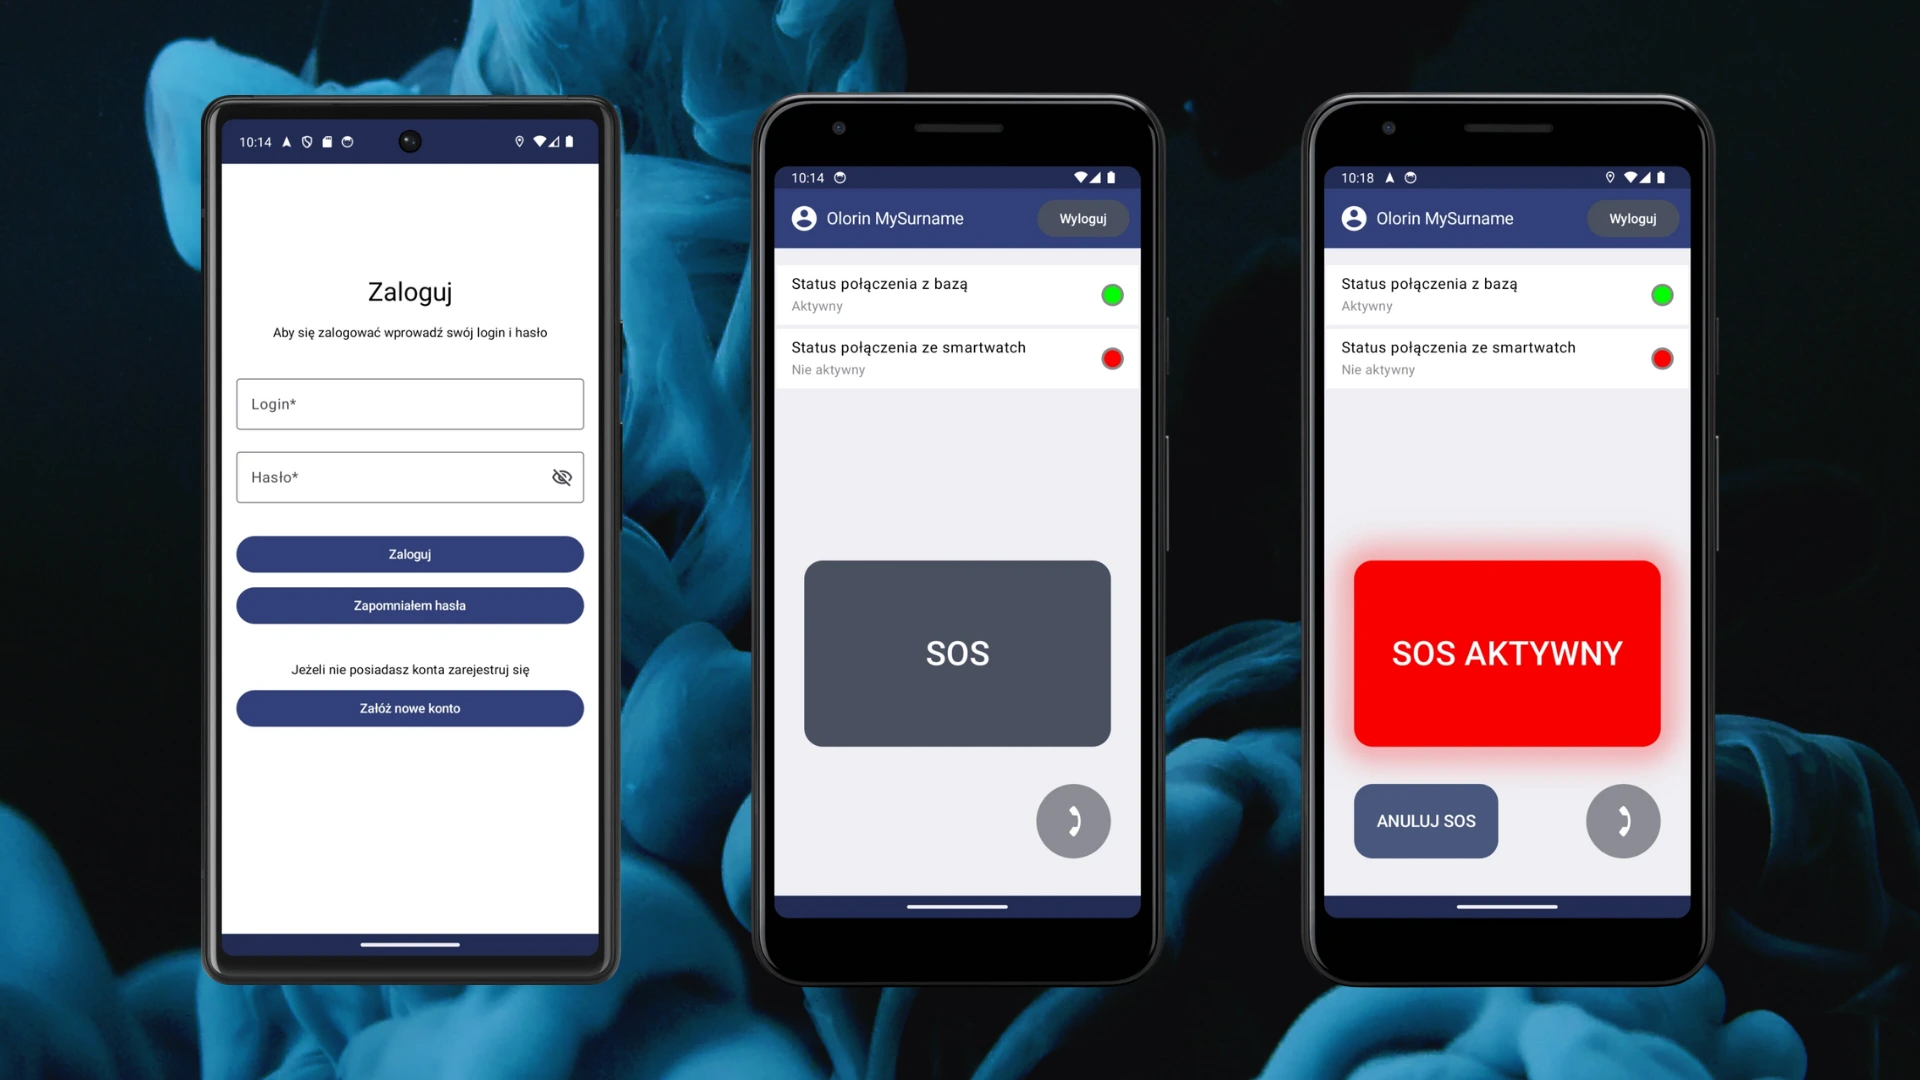 10:14
Zaloguj
Aby się zalogować wprowadź swój login i hasło
Login*
Hasło*
Zaloguj
Zapomniałem hasła
Jeżeli nie posiadasz konta zarejestruj się
Załóż nowe konto
10:14
Olorin MySurname
Wyloguj
Status połączenia z bazą
Aktywny
Status połączenia ze smartwatch
Nie aktywny
SOS
10:18
Olorin MySurname
Wyloguj
Status połączenia z bazą
Aktywny
Status połączenia ze smartwatch
Nie aktywny
SOS AKTYWNY
ANULUJ SOS